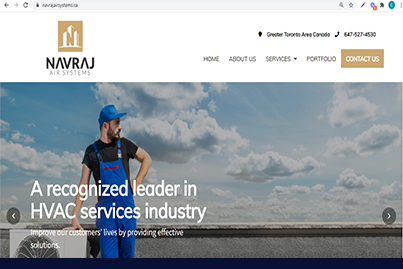 navrajairsystems.ca
Greater Toronto Area Canada 647-527-4530
NAVRAJ
AIR SYSTEMS
HOME ABOUT US SERVICES PORTFOLIO CONTACT US
A recognized leader in
HVAC services industry
Improve our customers' lives by providing effective
solutions.